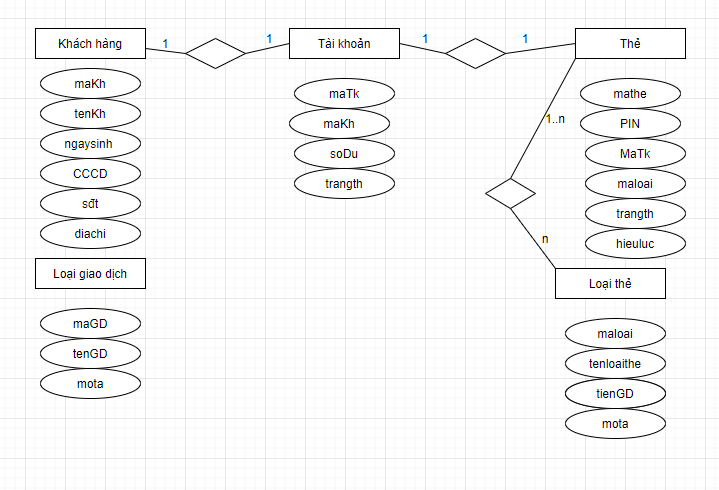 Khách hàng
1
1
Tài khoản
1
1
Thẻ
maKh
tenKh
ngaysinh
CCCD
sđt
diachi
maTk
maKh
soDu
trangth
mathe
PIN
MaTk
maloai
trangth
hieuluc
1..n
n
Loại giao dịch
maGD
tenGD
mota
Loại thẻ
maloai
tenloaithe
tienGD
mota